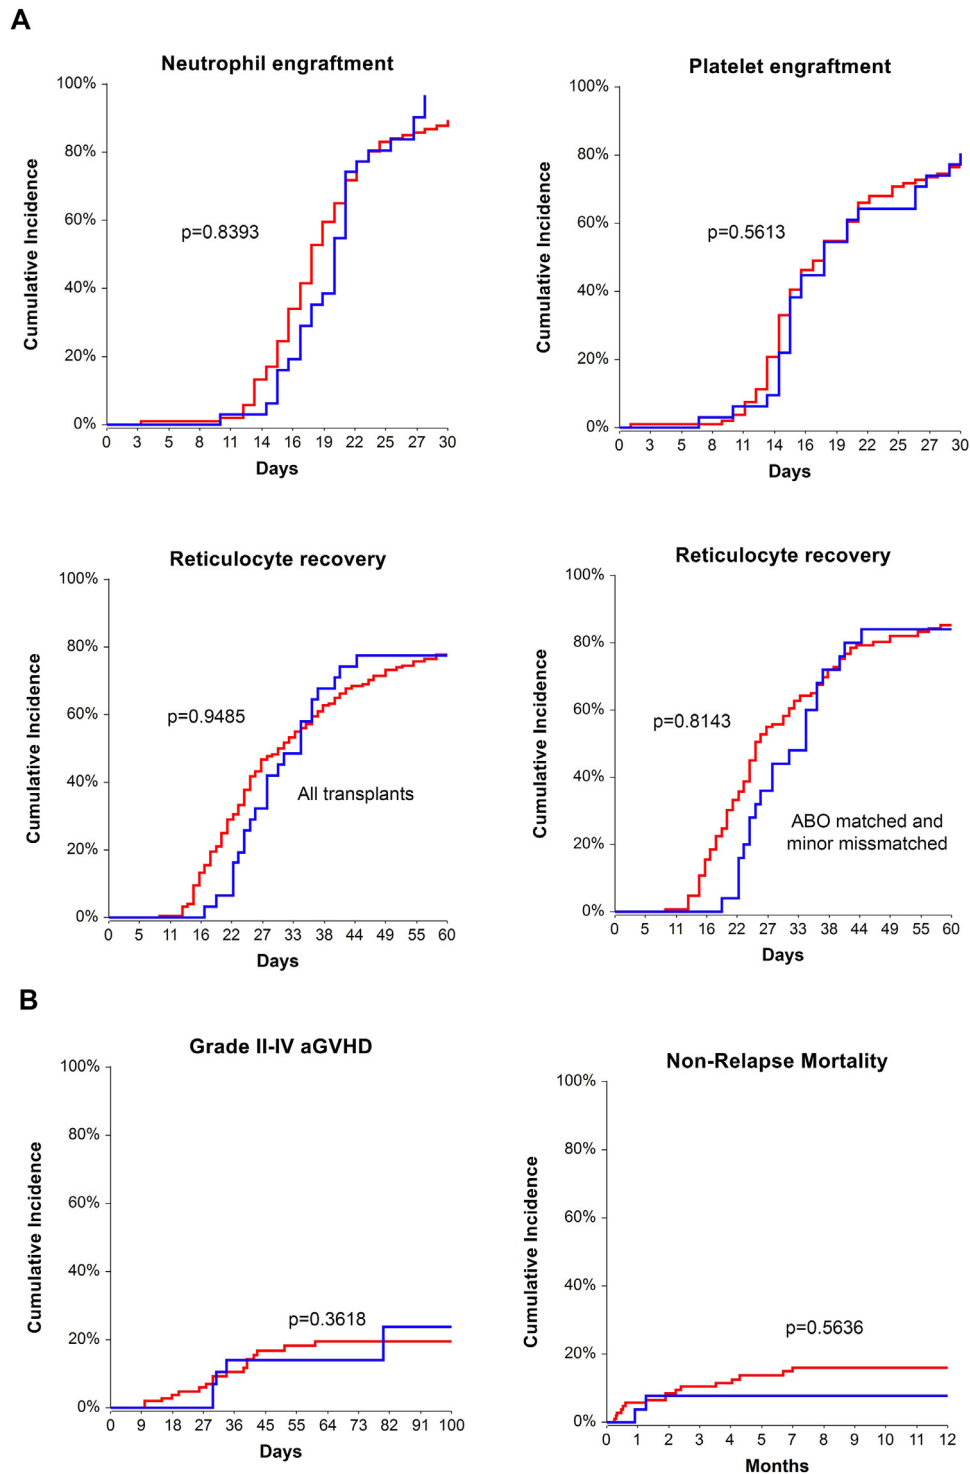 A
Neutrophil engraftment
100%
80%
60%
40%
20%
0%
Cumulative Incidence
p=0.8393
0 3 5 8 11 14 16 19 22 25 27 30
Days
Platelet engraftment
100%
80%
60%
40%
20%
0%
Cumulative Incidence
p=0.5613
0 3 5 8 11 14 16 19 22 25 27 30
Days
Reticulocyte recovery
100%
80%
60%
40%
20%
0%
Cumulative Incidence
p=0.9485
All transplants
0 5 11 16 22 27 33 38 44 49 55 60
Days
Reticulocyte recovery
100%
80%
60%
40%
20%
0%
Cumulative Incidence
p=0.8143
ABO matched and
minor missmatched
0 5 11 16 22 27 33 38 44 49 55 60
Days
B
Grade II-IV aGVHD
100%
80%
60%
40%
20%
0%
Cumulative Incidence
p=0.3618
0 9 18 27 36 45 55 64 73 82 91 100
Days
Non-Relapse Mortality
100%
80%
60%
40%
20%
0%
Cumulative Incidence
p=0.5636
0 1 2 3 4 5 7 8 9 10 11 12
Months